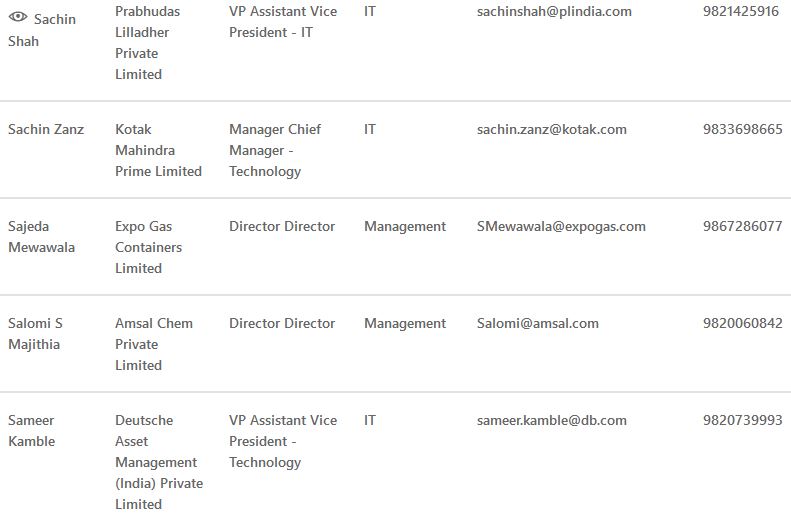 Sachin Shah
Prabhudas Lilladher Private Limited
VP Assistant Vice President - IT
IT
sachinshah@plindia.com
9821425916
Sachin Zanz
Kotak Mahindra Prime Limited
Manager Chief Manager - Technology
IT
sachin.zanz@kotak.com
9833698665
Sajeda Mewawala
Expo Gas Containers Limited
Director Director
Management
SMewawala@expogas.com
9867286077
Salomi S Majithia
Amsal Chem Private Limited
Director Director
Management
Salomi@amsal.com
9820060842
Sameer Kamble
Deutsche Asset Management (India) Private Limited
VP Assistant Vice President - Technology
IT
sameer.kamble@db.com
9820739993